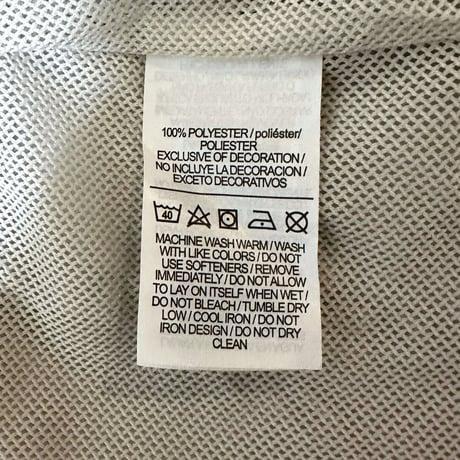 100% POLYESTER / poliéster/
POLIESTER
EXCLUSIVE OF DECORATION /
NO INCLUYE LA DECORACION /
EXCETO DECORATIVOS
40
MACHINE WASH WARM / WASH
WITH LIKE COLORS / DO NOT
USE SOFTENERS / REMOVE
IMMEDIATELY / DO NOT ALLOW
TO LAY ON ITSELF WHEN WET /
DO NOT BLEACH / TUMBLE DRY
LOW / COOL IRON / DO NOT
IRON DESIGN / DO NOT DRY
CLEAN